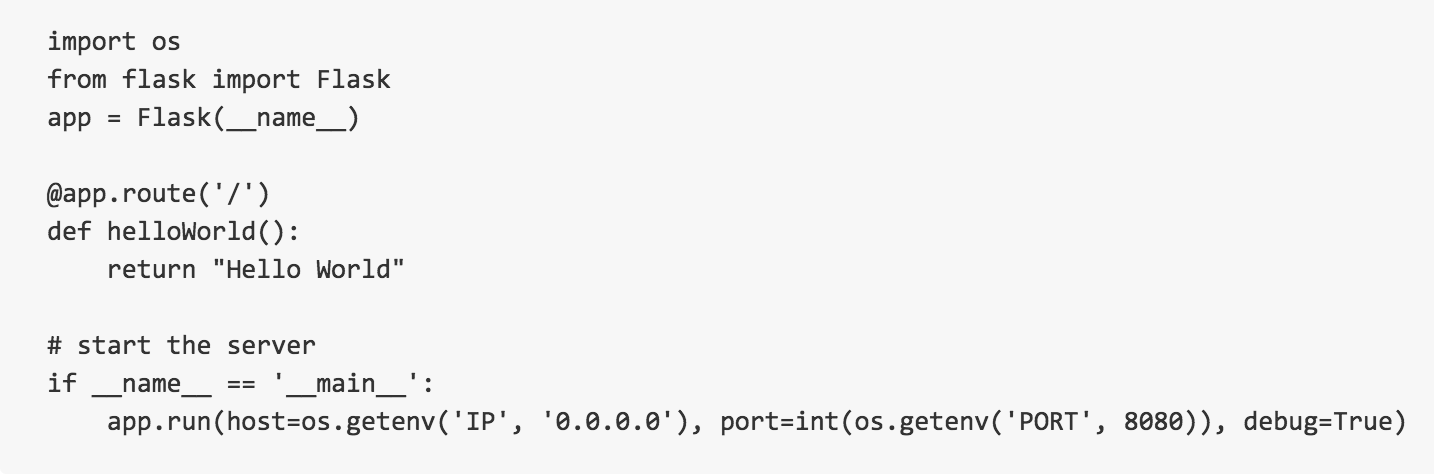 import os
from flask import Flask
app = Flask(__name__)

@app.route('/')
def helloWorld():
    return "Hello World"

# start the server
if __name__ == '__main__':
    app.run(host=os.getenv('IP', '0.0.0.0'), port=int(os.getenv('PORT', 8080)), debug=True)